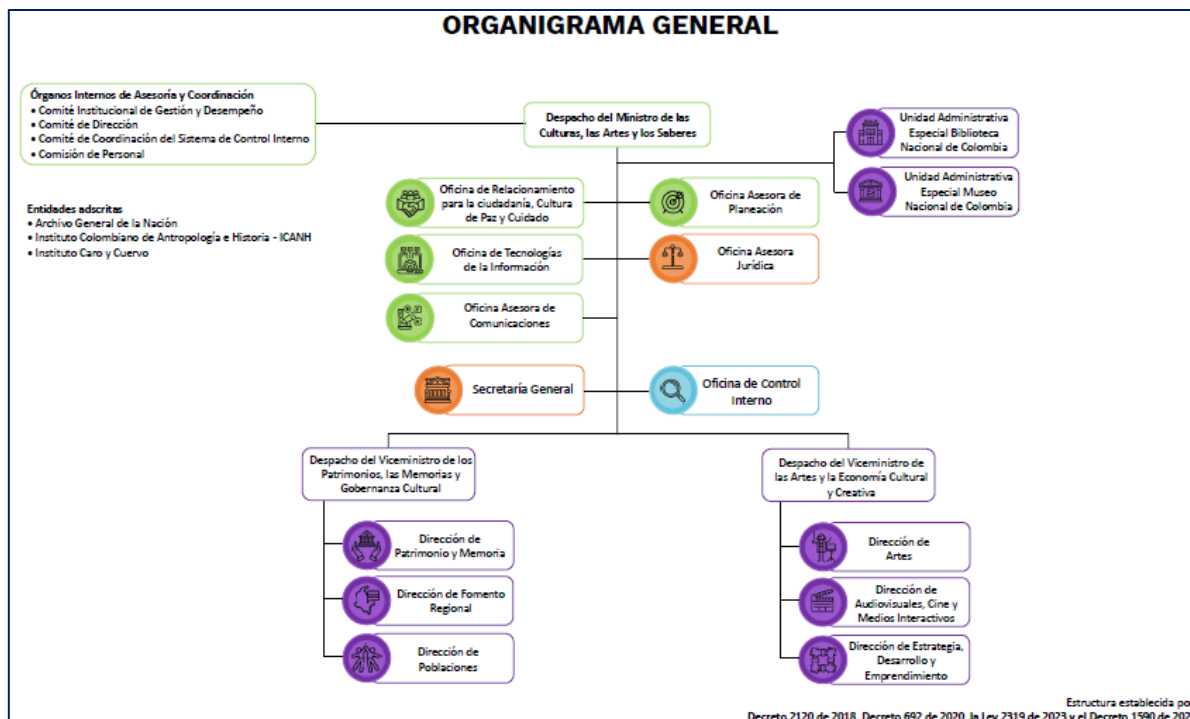 ORGANIGRAMA GENERAL
Órganos Internos de Asesoría y Coordinación
• Comité Institucional de Gestión y Desempeño
• Comité de Dirección
• Comité de Coordinación del Sistema de Control Interno
• Comisión de Personal
Despacho del Ministro de las
Culturas, las Artes y los Saberes
Unidad Administrativa
Especial Biblioteca
Nacional de Colombia
Unidad Administrativa
Especial Museo
Nacional de Colombia
Entidades adscritas
• Archivo General de la Nación
• Instituto Colombiano de Antropología e Historia - ICANH
• Instituto Caro y Cuervo
Oficina de Relacionamiento
para la ciudadanía, Cultura
de Paz y Cuidado
Oficina Asesora de
Planeación
Oficina de Tecnologías
de la Información
Oficina Asesora
Jurídica
Oficina Asesora de
Comunicaciones
Secretaría General
Oficina de Control
Interno
Despacho del Viceministro de los
Patrimonios, las Memorias y
Gobernanza Cultural
Dirección de
Patrimonio y Memoria
Dirección de Fomento
Regional
Dirección de
Poblaciones
Despacho del Viceministro de
las Artes y la Economía Cultural
y Creativa
Dirección de
Artes
Dirección de
Audiovisuales, Cine y
Medios Interactivos
Dirección de Estrategia,
Desarrollo y
Emprendimiento
Estructura establecida po
Decreto 2120 de 2018, Decreto 692 de 2020, la Ley 2319 de 2023 y el Decreto 1590 de 202